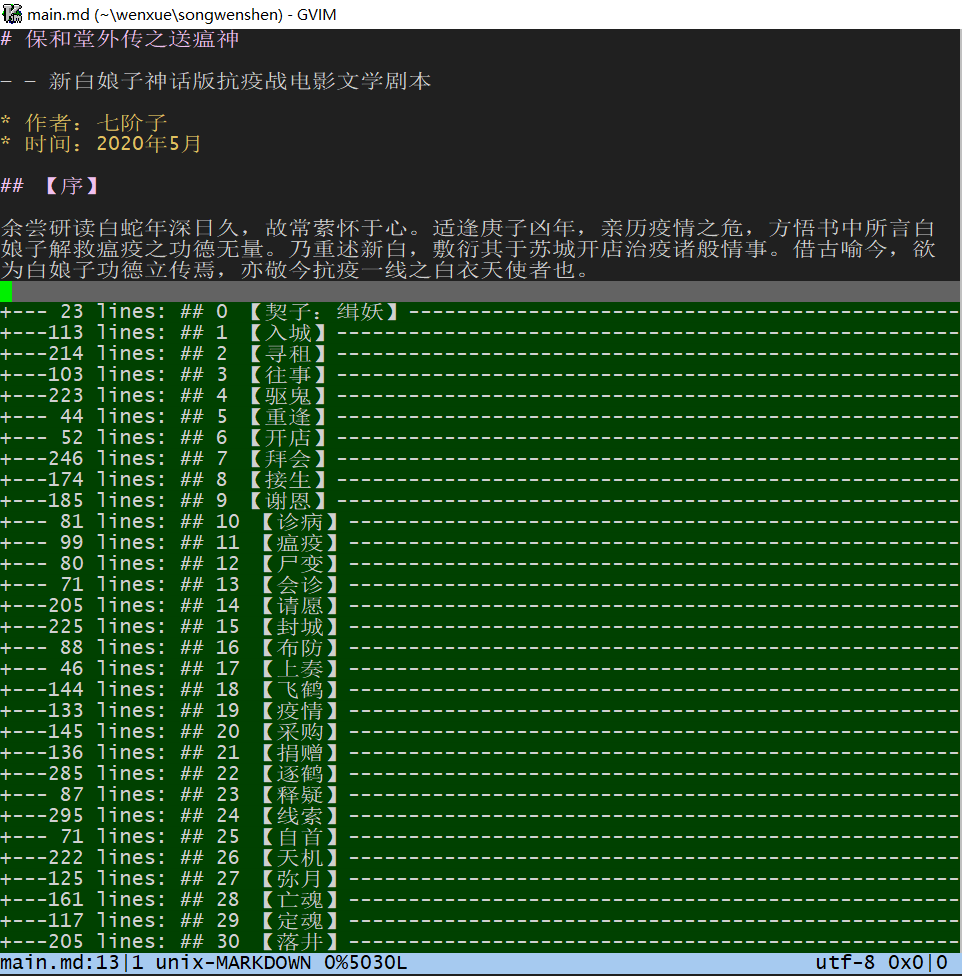 main.md (~\wenxue\songwenshen) - GVIM
# 保和堂外传之送瘟神
- - 新白娘子神话版抗疫战电影文学剧本
* 作者：七阶子
* 时间：2020年5月
## 【序】
余尝研读白蛇年深日久，故常萦怀于心。适逢庚子凶年，亲历疫情之危，方悟书中所言白
娘子解救瘟疫之功德无量。乃重述新白，敷衍其于苏城开店治疫诸般情事。借古喻今，欲
为白娘子功德立传焉，亦敬今抗疫一线之白衣天使者也。
+--- 23 lines: ## 0 【契子：缉妖】----------------------------------------------
+---113 lines: ## 1 【入城】----------------------------------------------------
+---214 lines: ## 2 【寻租】----------------------------------------------------
+---103 lines: ## 3 【往事】----------------------------------------------------
+---223 lines: ## 4 【驱鬼】----------------------------------------------------
+--- 44 lines: ## 5 【重逢】----------------------------------------------------
+--- 52 lines: ## 6 【开店】----------------------------------------------------
+---246 lines: ## 7 【拜会】----------------------------------------------------
+---174 lines: ## 8 【接生】----------------------------------------------------
+---185 lines: ## 9 【谢恩】----------------------------------------------------
+--- 81 lines: ## 10 【诊病】---------------------------------------------------
+--- 99 lines: ## 11 【瘟疫】---------------------------------------------------
+--- 80 lines: ## 12 【尸变】---------------------------------------------------
+--- 71 lines: ## 13 【会诊】---------------------------------------------------
+---205 lines: ## 14 【请愿】---------------------------------------------------
+---225 lines: ## 15 【封城】---------------------------------------------------
+--- 88 lines: ## 16 【布防】---------------------------------------------------
+--- 46 lines: ## 17 【上奏】---------------------------------------------------
+---144 lines: ## 18 【飞鹤】---------------------------------------------------
+---133 lines: ## 19 【疫情】---------------------------------------------------
+---145 lines: ## 20 【采购】---------------------------------------------------
+---136 lines: ## 21 【捐赠】---------------------------------------------------
+---285 lines: ## 22 【逐鹤】---------------------------------------------------
+--- 87 lines: ## 23 【释疑】---------------------------------------------------
+---295 lines: ## 24 【线索】---------------------------------------------------
+--- 71 lines: ## 25 【自首】---------------------------------------------------
+---222 lines: ## 26 【天机】---------------------------------------------------
+---125 lines: ## 27 【弥月】---------------------------------------------------
+---161 lines: ## 28 【亡魂】---------------------------------------------------
+---117 lines: ## 29 【定魂】---------------------------------------------------
+---205 lines: ## 30 【落井】---------------------------------------------------
main.md:13|1 unix-MARKDOWN 0%5030L utf-8 0x0|0